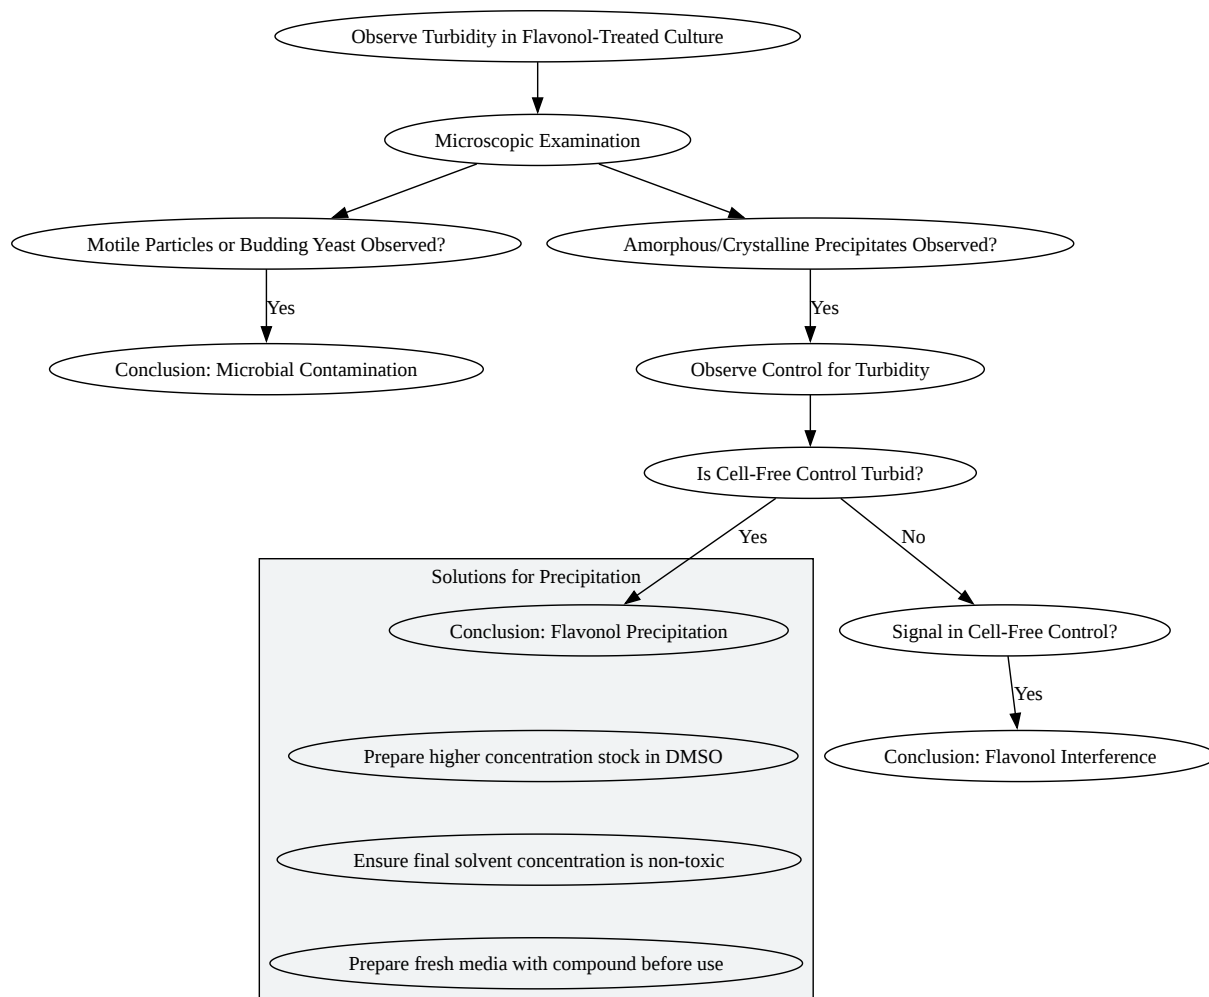 Observe Turbidity in Flavonol-Treated Culture
Microscopic Examination
Motile Particles or Budding Yeast Observed?
Amorphous/Crystalline Precipitates Observed?
Yes
Yes
Conclusion: Microbial Contamination
Observe Control for Turbidity
Is Cell-Free Control Turbid?
Yes
No
Solutions for Precipitation
Conclusion: Flavonol Precipitation
Signal in Cell-Free Control?
Yes
Prepare higher concentration stock in DMSO
Conclusion: Flavonol Interference
Ensure final solvent concentration is non-toxic
Prepare fresh media with compound before use